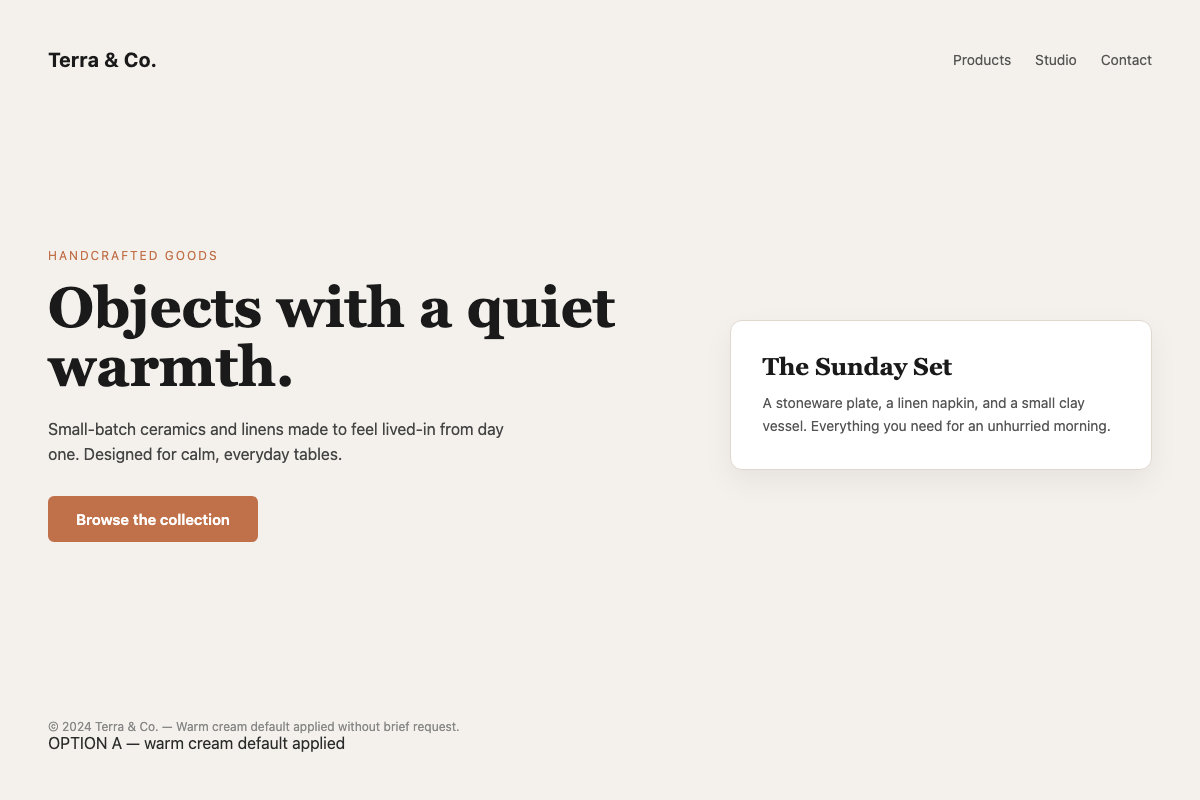 Terra & Co.
Products
Studio
Contact
HANDCRAFTED GOODS
Objects with a quiet
warmth.
Small-batch ceramics and linens made to feel lived-in from day
one. Designed for calm, everyday tables.
Browse the collection
The Sunday Set
A stoneware plate, a linen napkin, and a small clay
vessel. Everything you need for an unhurried morning.
© 2024 Terra & Co. — Warm cream default applied without brief request.
OPTION A — warm cream default applied